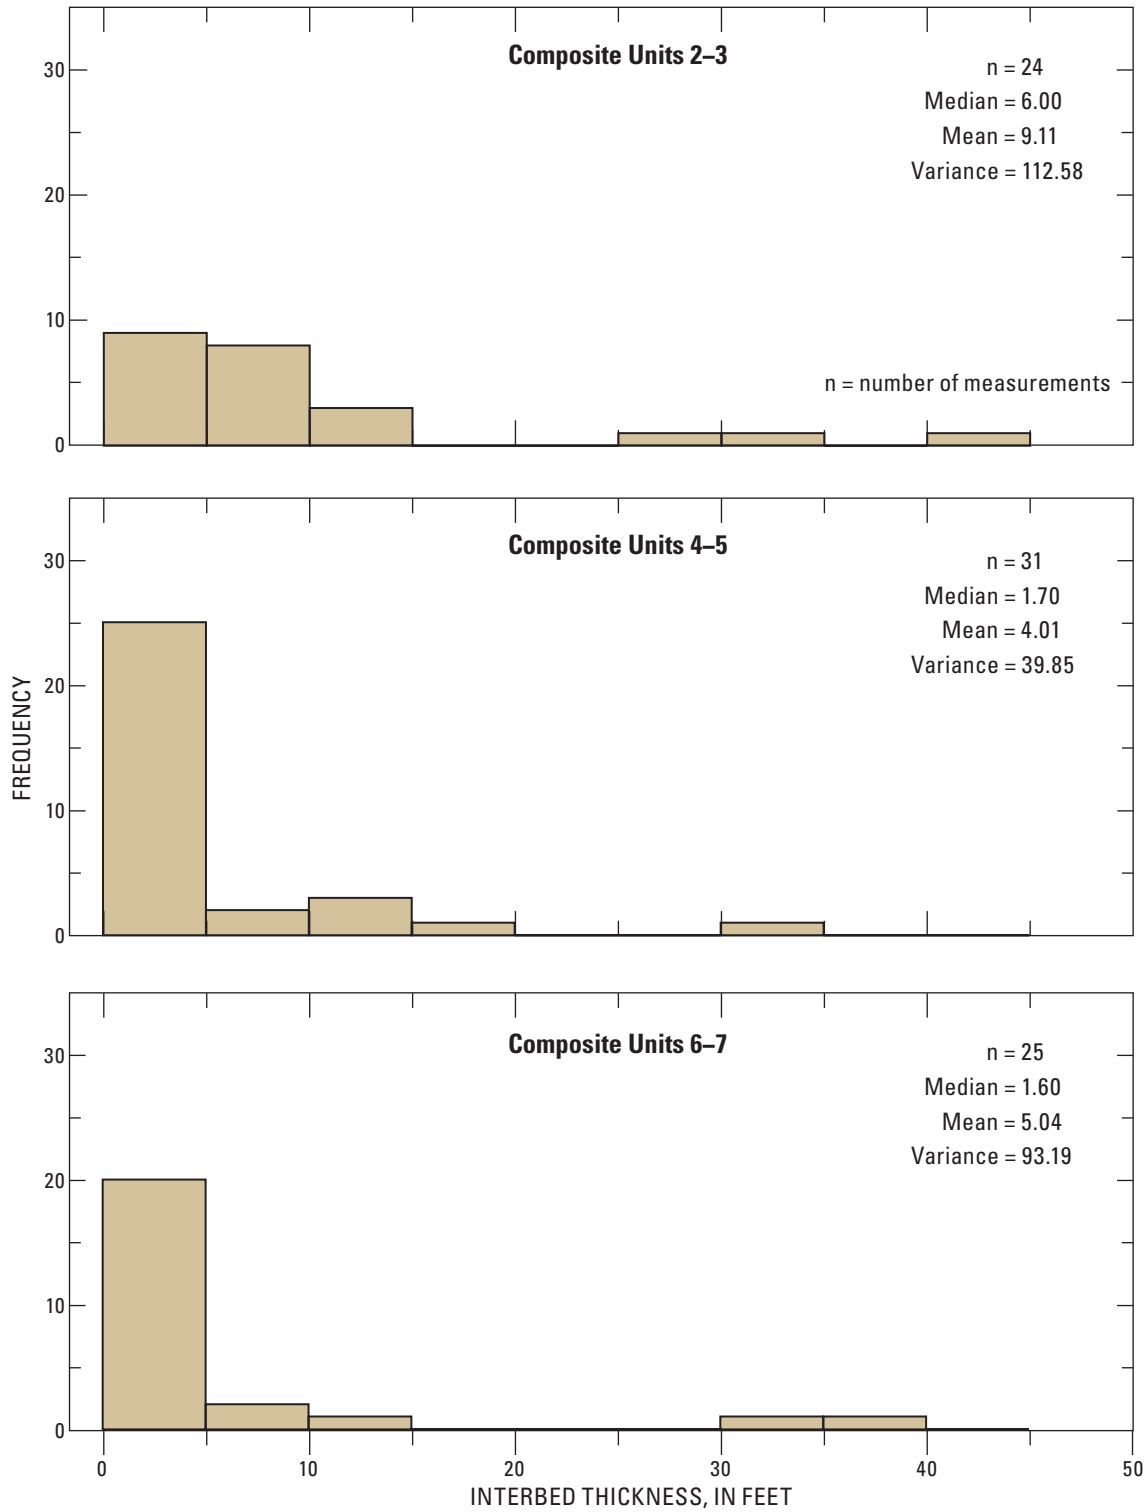 Composite Units 2–3
n = 24
Median = 6.00
Mean = 9.11
Variance = 112.58
30
20
10
0
n = number of measurements
Composite Units 4–5
n = 31
Median = 1.70
Mean = 4.01
Variance = 39.85
30
20
10
0
FREQUENCY
Composite Units 6–7
n = 25
Median = 1.60
Mean = 5.04
Variance = 93.19
30
20
10
0
0 10 20 30 40 50
INTERBED THICKNESS, IN FEET